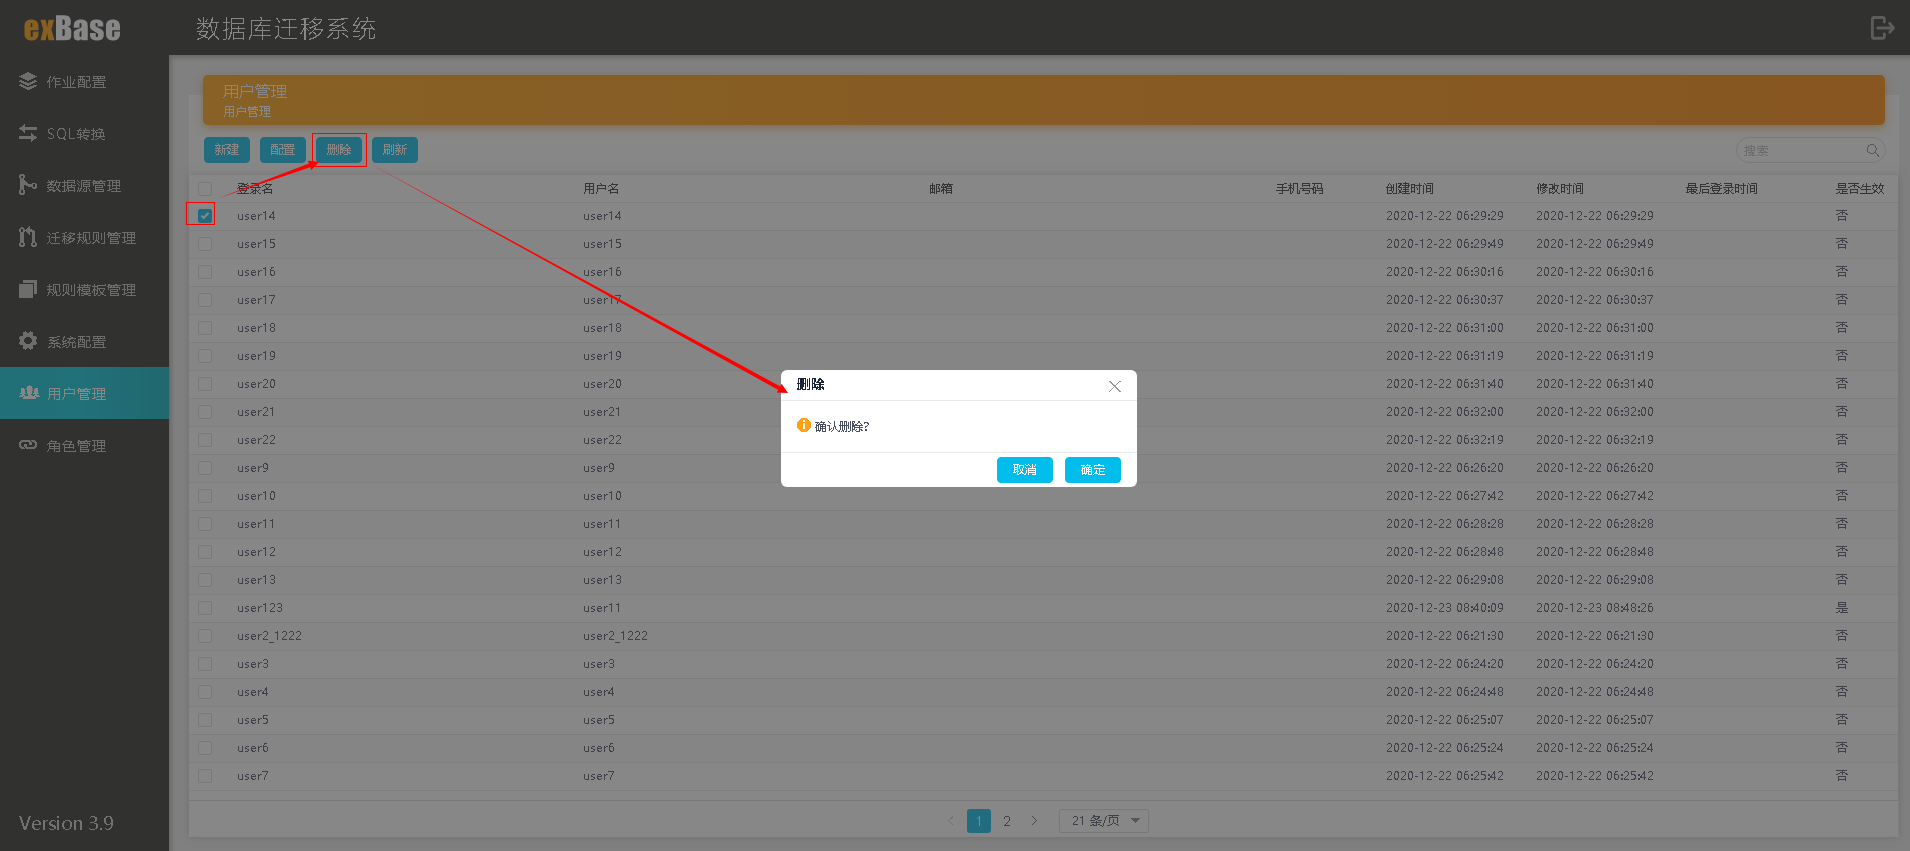 exBase
数据库迁移系统
作业配置
SQL转换
数据源管理
迁移规则管理
规则模板管理
系统配置
用户管理
角色管理
Version 3.9
用户管理
用户管理
新建 配置 删除 刷新 搜索
登录名 用户名 邮箱 手机号码 创建时间 修改时间 最后登录时间 是否生效
user14 user14 2020-12-22 06:29:29 2020-12-22 06:29:29 否
user15 user15 2020-12-22 06:29:49 2020-12-22 06:29:49 否
user16 user16 2020-12-22 06:30:16 2020-12-22 06:30:16 否
user17 user17 2020-12-22 06:30:37 2020-12-22 06:30:37 否
user18 user18 2020-12-22 06:31:00 2020-12-22 06:31:00 否
user19 user19 2020-12-22 06:31:19 2020-12-22 06:31:19 否
user20 user20 2020-12-22 06:31:40 2020-12-22 06:31:40 否
user21 user21 2020-12-22 06:32:00 2020-12-22 06:32:00 否
user22 user22 2020-12-22 06:32:19 2020-12-22 06:32:19 否
user9 user9 2020-12-22 06:26:20 2020-12-22 06:26:20 否
user10 user10 2020-12-22 06:27:42 2020-12-22 06:27:42 否
user11 user11 2020-12-22 06:28:28 2020-12-22 06:28:28 否
user12 user12 2020-12-22 06:28:48 2020-12-22 06:28:48 否
user13 user13 2020-12-22 06:29:08 2020-12-22 06:29:08 否
user123 user11 2020-12-23 08:40:09 2020-12-23 08:48:26 是
user2_1222 user2_1222 2020-12-22 06:21:30 2020-12-22 06:21:30 否
user3 user3 2020-12-22 06:24:20 2020-12-22 06:24:20 否
user4 user4 2020-12-22 06:24:48 2020-12-22 06:24:48 否
user5 user5 2020-12-22 06:25:07 2020-12-22 06:25:07 否
user6 user6 2020-12-22 06:25:24 2020-12-22 06:25:24 否
user7 user7 2020-12-22 06:25:42 2020-12-22 06:25:42 否
1 2 21 条/页
删除
确认删除?
取消 确定